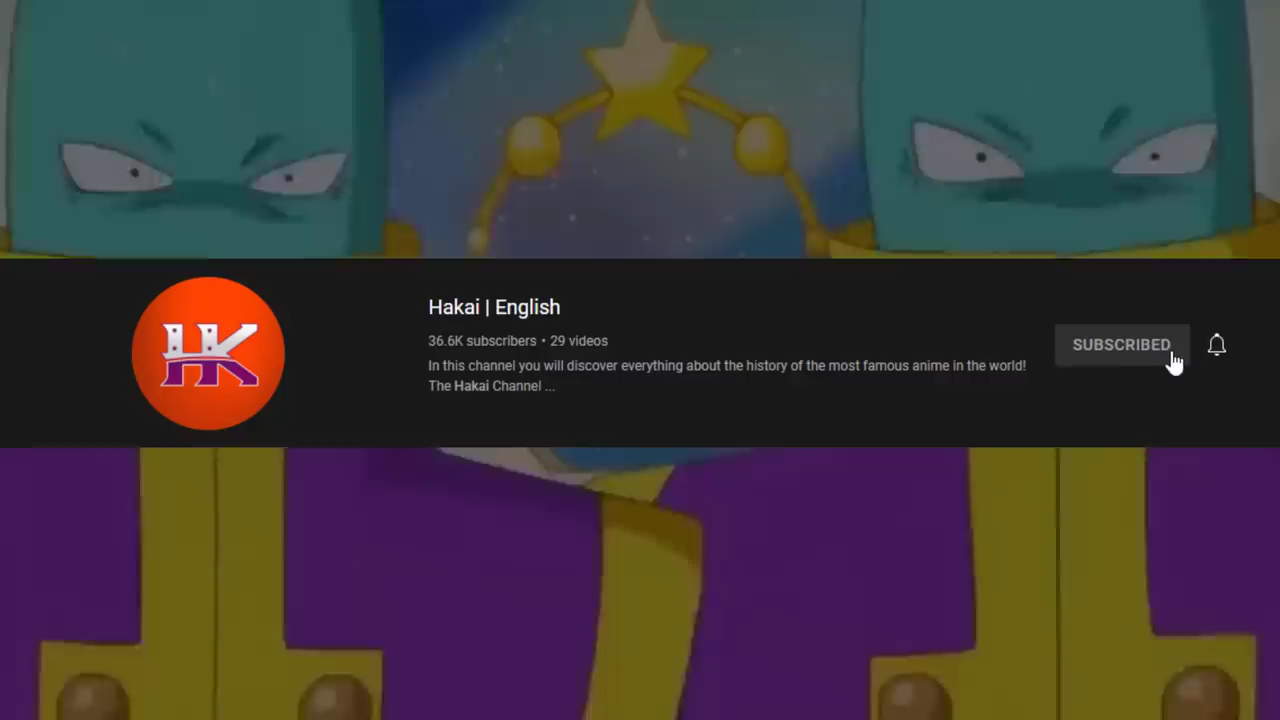 HK
Hakai | English
36.6K subscribers • 29 videos
SUBSCRIBED
In this channel you will discover everything about the history of the most famous anime in the world!
The Hakai Channel ...